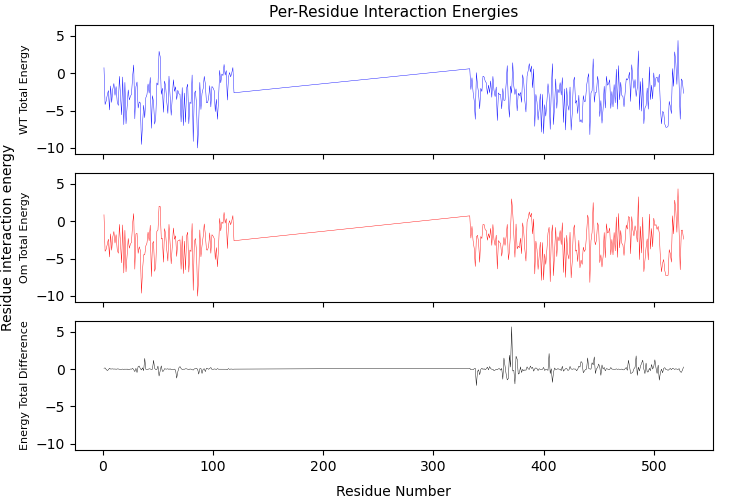 Per-Residue Interaction Energies
Residue interaction energy
WT Total Energy
5
0
−5
−10
Om Total Energy
5
0
−5
−10
Energy Total Difference
5
0
−5
−10
0 100 200 300 400 500
Residue Number